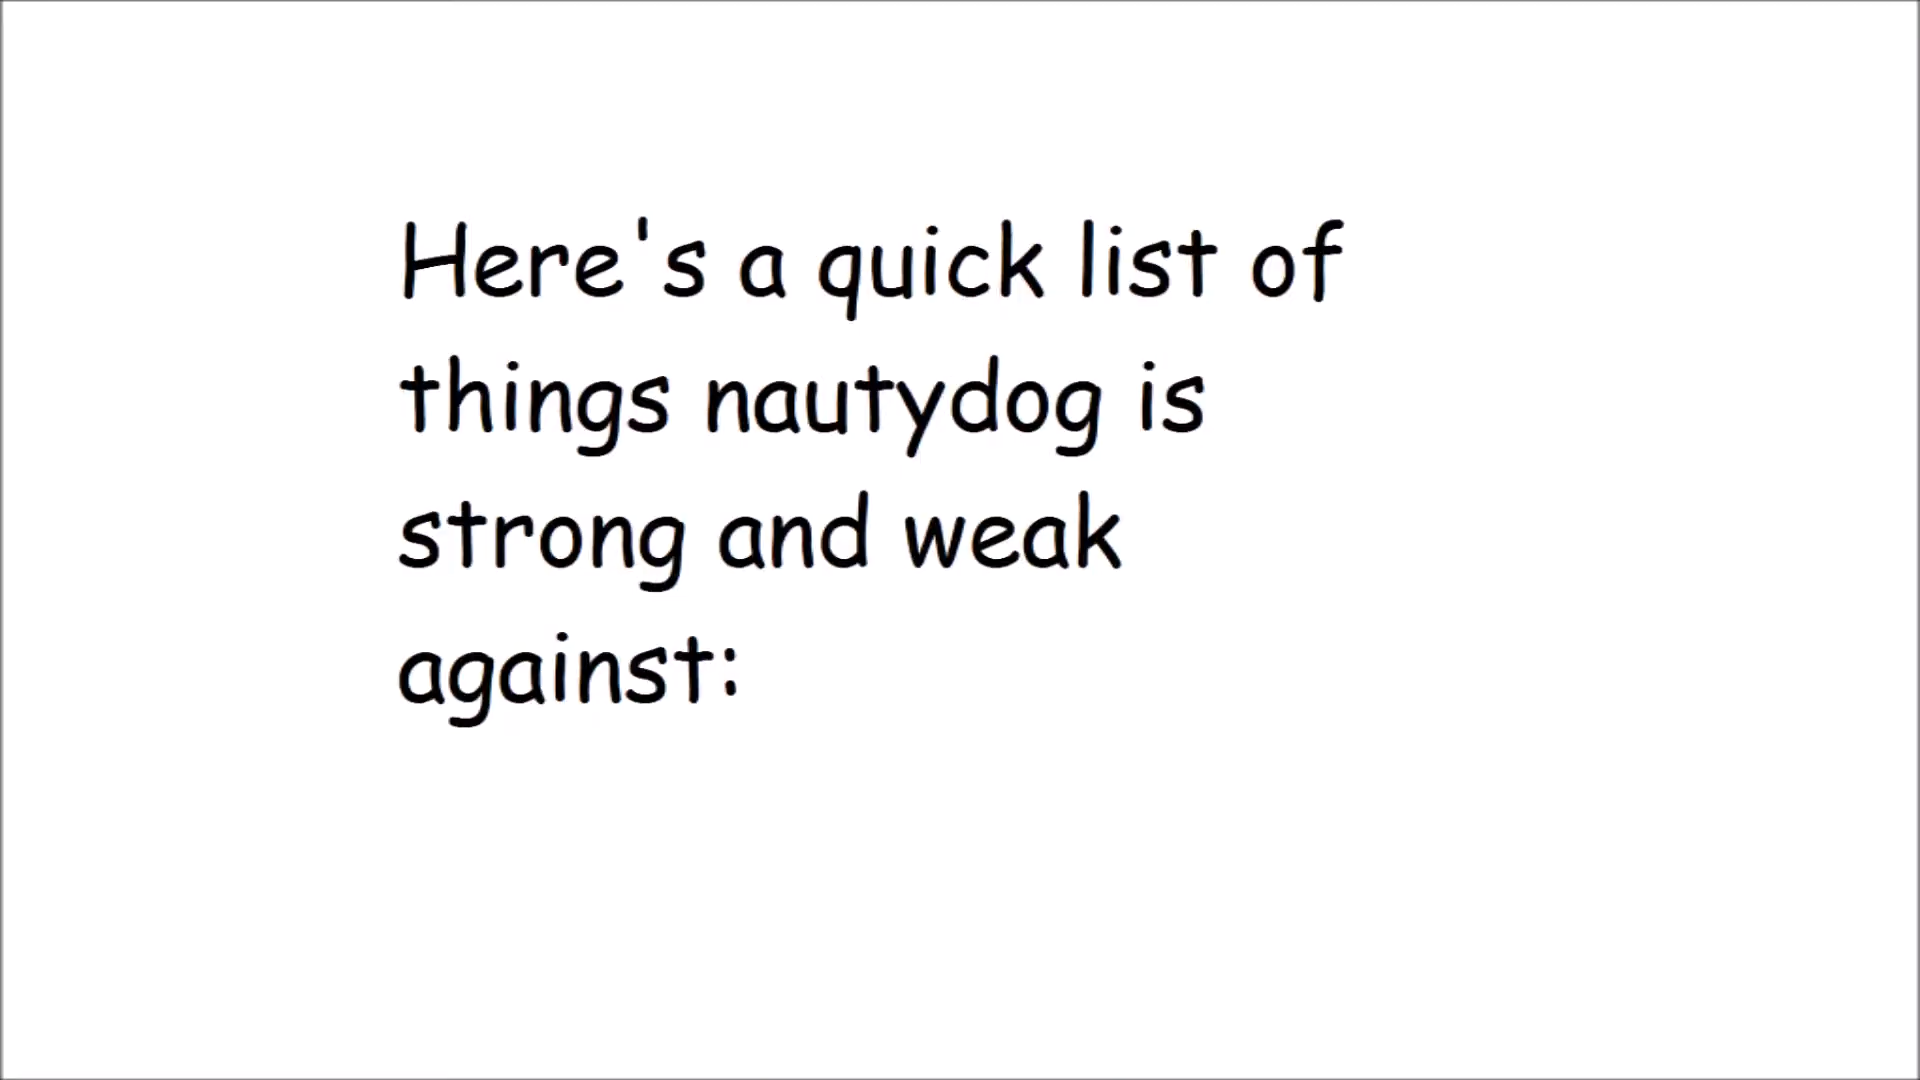 Here's a quick list of
things nautydog is
strong and weak
against: